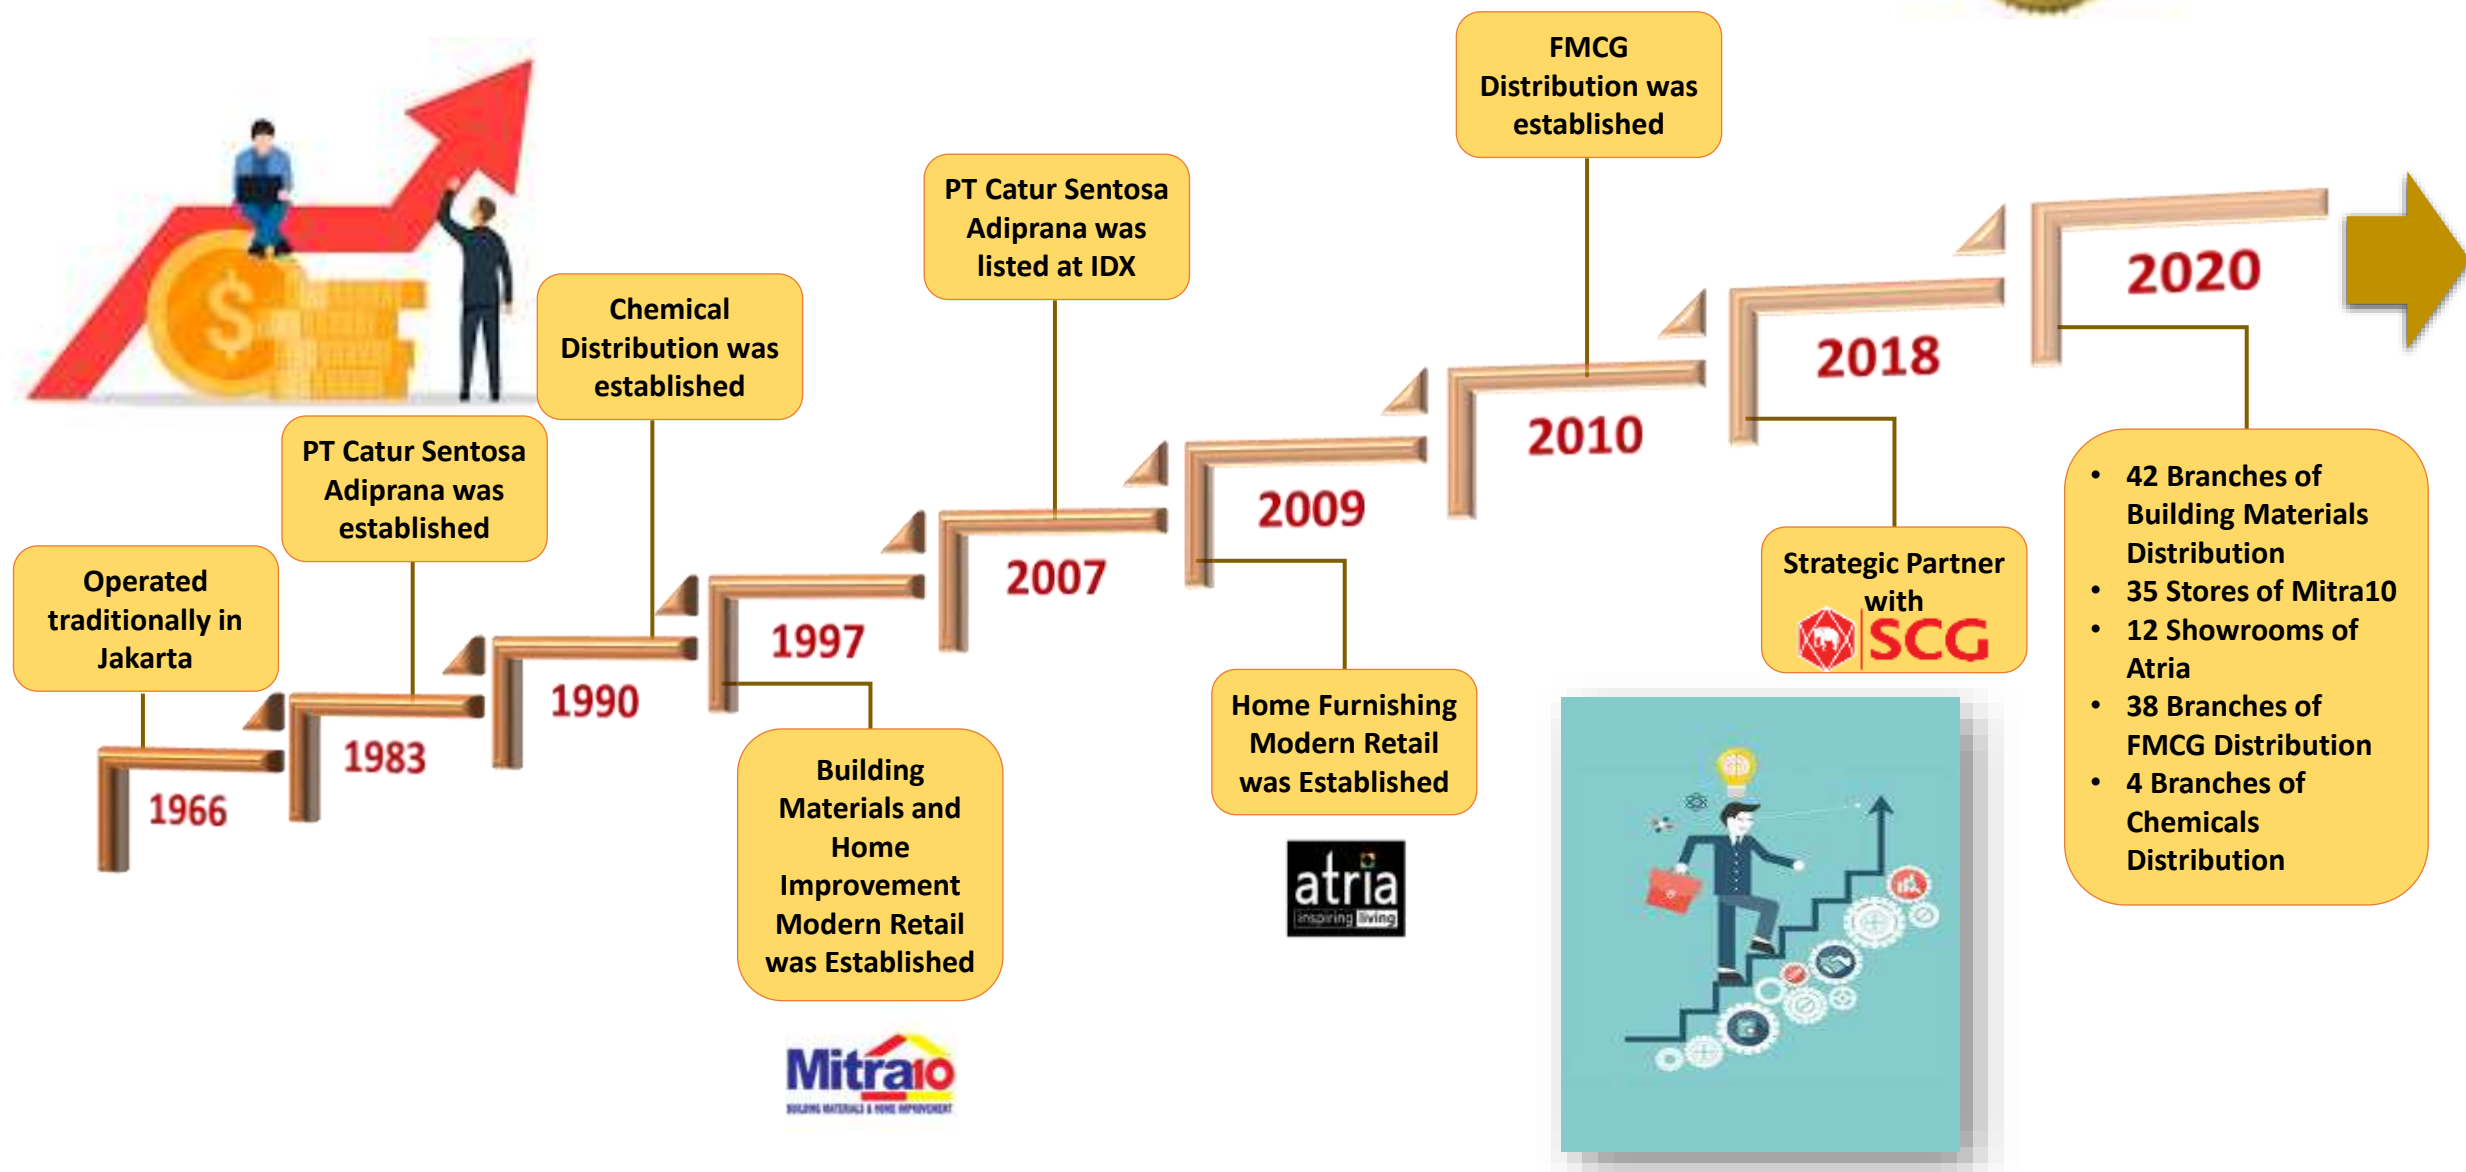 Operated
traditionally in
Jakarta
1966
PT Catur Sentosa
Adiprana was
established
1983
Chemical
Distribution was
established
1990
1997
Building
Materials and
Home
Improvement
Modern Retail
was Established
Mitra10
BUILDING MATERIALS & HOME IMPROVEMENT
PT Catur Sentosa
Adiprana was
listed at IDX
2007
2009
Home Furnishing
Modern Retail
was Established
atria
inspiring living
FMCG
Distribution was
established
2010
2018
Strategic Partner
with
SCG
2020
• 42 Branches of
Building Materials
Distribution
• 35 Stores of Mitra10
• 12 Showrooms of
Atria
• 38 Branches of
FMCG Distribution
• 4 Branches of
Chemicals
Distribution
$